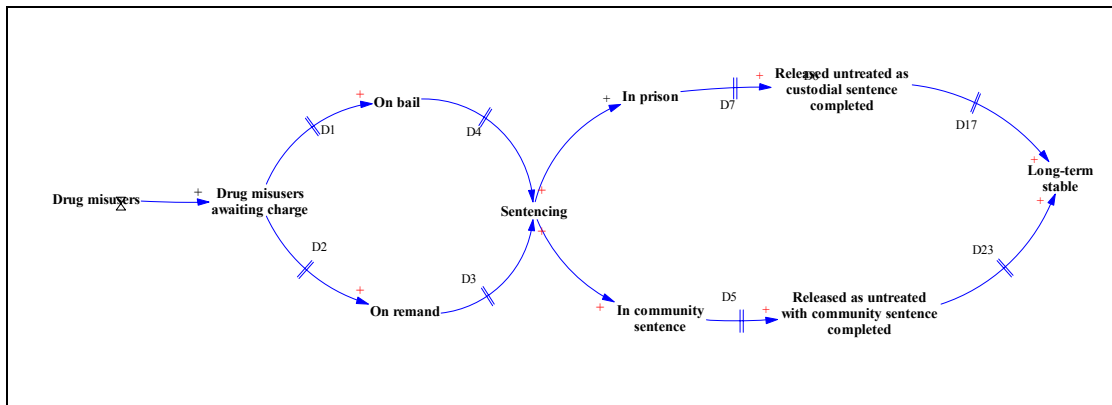 Drug misusers
+
Drug misusers
awaiting charge
D1
+
On bail
D4
D2
+
On remand
D3
+
Sentencing
+
+
In prison
D7
+
D6
Released untreated as
custodial sentence
completed
D17
+
Long-term
stable
+
+
In community
sentence
D5
+
Released as untreated
with community sentence
completed
D23